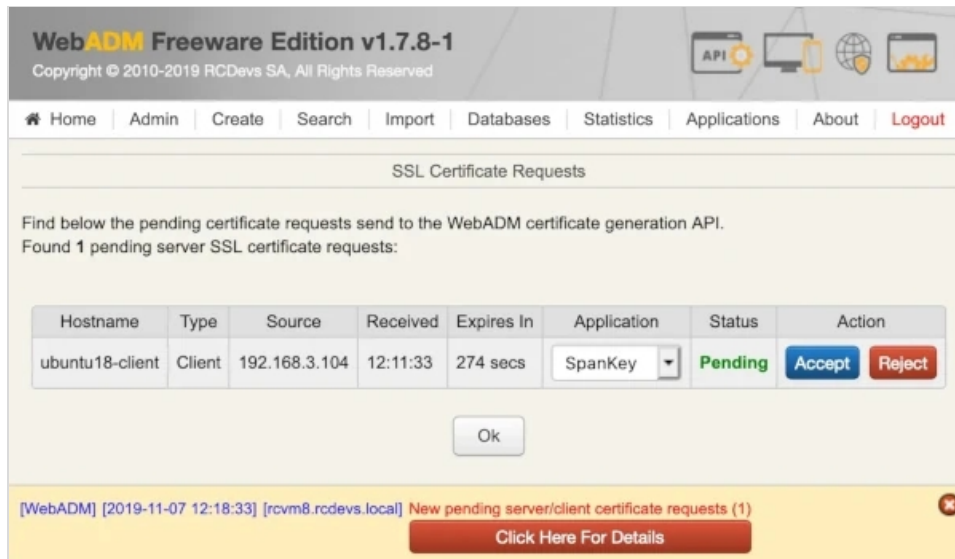 WebADM Freeware Edition v1.7.8-1
Copyright © 2010-2019 RCDevs SA, All Rights Reserved
API
Home Admin Create Search Import Databases Statistics Applications About Logout
SSL Certificate Requests
Find below the pending certificate requests send to the WebADM certificate generation API.
Found 1 pending server SSL certificate requests:
Hostname Type Source Received Expires In Application Status Action
ubuntu18-client Client 192.168.3.104 12:11:33 274 secs SpanKey Pending Accept Reject
Ok
[WebADM] [2019-11-07 12:18:33] [rcvm8.rcdevs.local] New pending server/client certificate requests (1)
Click Here For Details